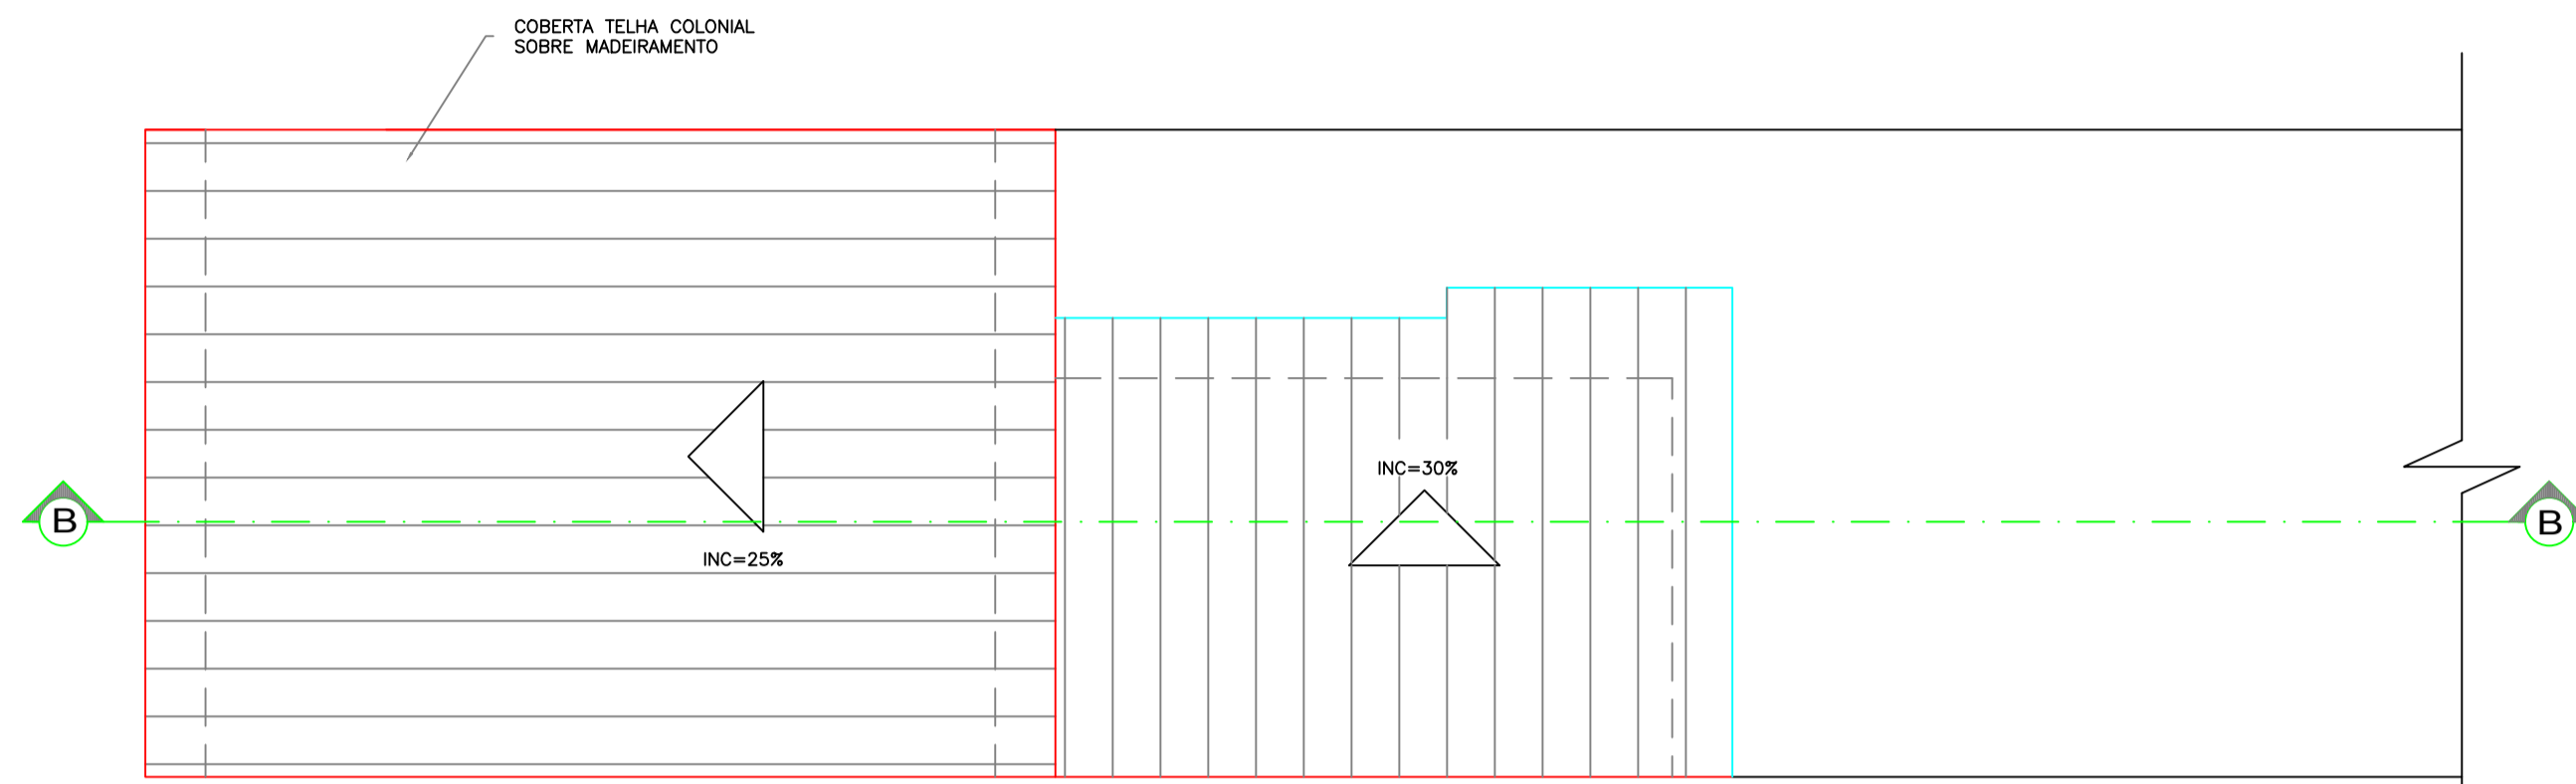 COBERTA TELHA COLONIAL
SOBRE MADEIRAMENTO
INC=30%
B
B
INC=25%